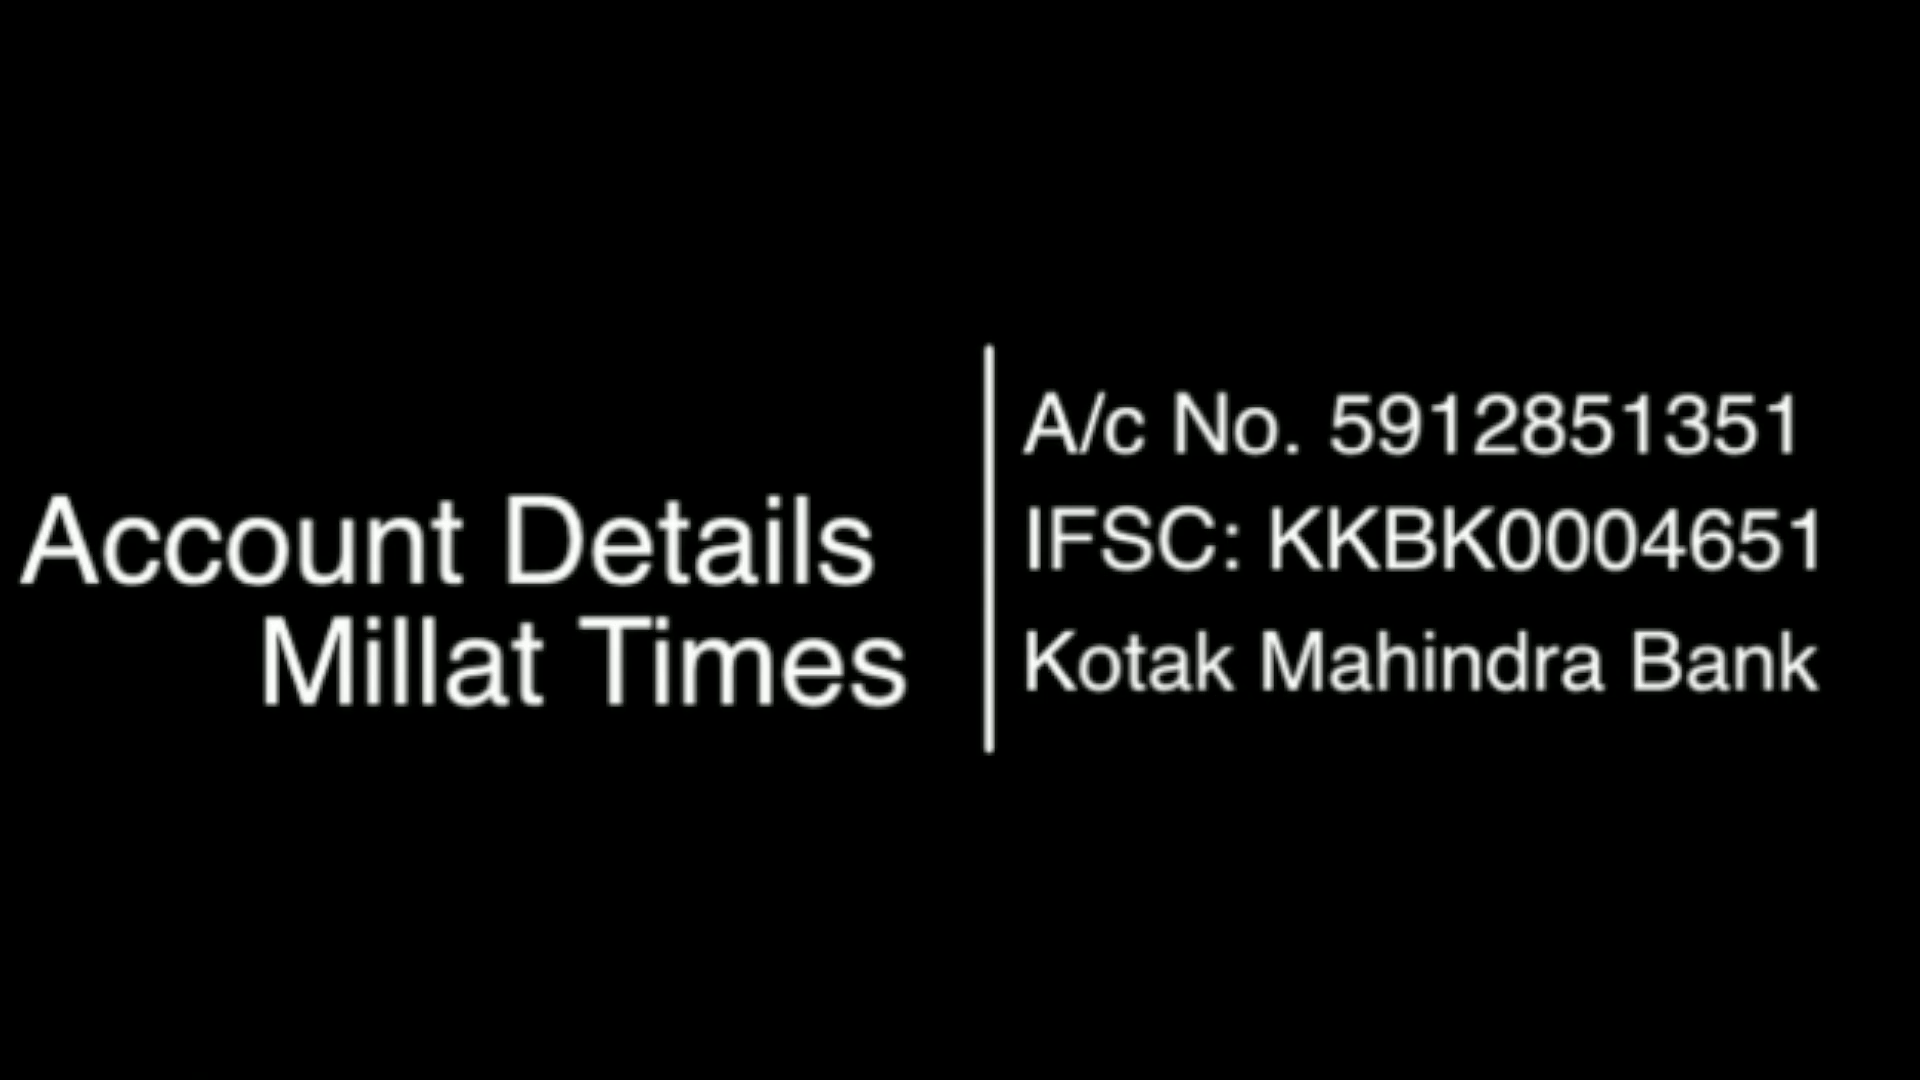 Account Details
Millat Times
A/c No. 5912851351
IFSC: KKBK0004651
Kotak Mahindra Bank